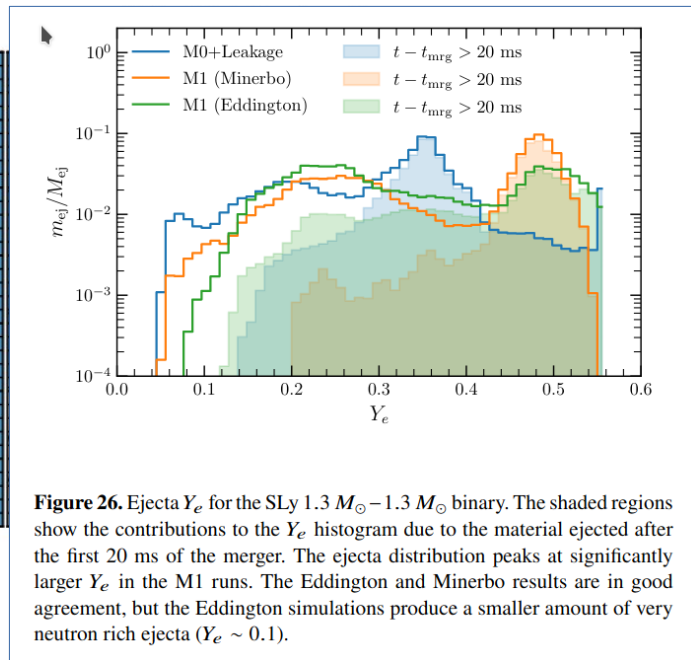 M0+Leakage
M1 (Minerbo)
M1 (Eddington)
t − t_mrg > 20 ms
t − t_mrg > 20 ms
t − t_mrg > 20 ms
10⁰
10⁻¹
10⁻²
10⁻³
10⁻⁴
m_ej/M_ej
0.0 0.1 0.2 0.3 0.4 0.5 0.6
Y_e
Figure 26. Ejecta Y_e for the SLy 1.3 M_⊙−1.3 M_⊙ binary. The shaded regions
show the contributions to the Y_e histogram due to the material ejected after
the first 20 ms of the merger. The ejecta distribution peaks at significantly
larger Y_e in the M1 runs. The Eddington and Minerbo results are in good
agreement, but the Eddington simulations produce a smaller amount of very
neutron rich ejecta (Y_e ∼ 0.1).